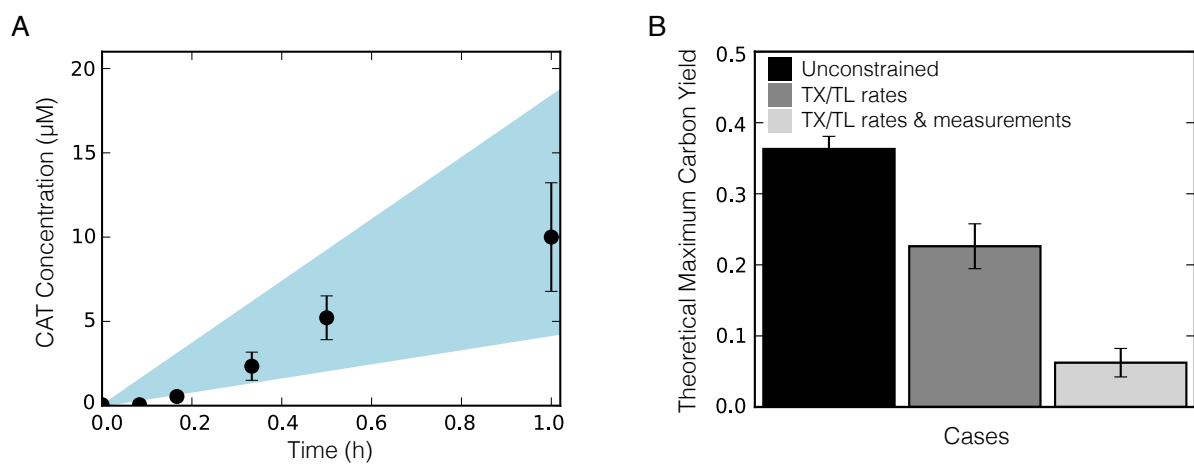 A
CAT Concentration (µM)
20
15
10
5
0
0.0 0.2 0.4 0.6 0.8 1.0
Time (h)
B
Theoretical Maximum Carbon Yield
0.5
0.4
0.3
0.2
0.1
0.0
Unconstrained
TX/TL rates
TX/TL rates & measurements
Cases